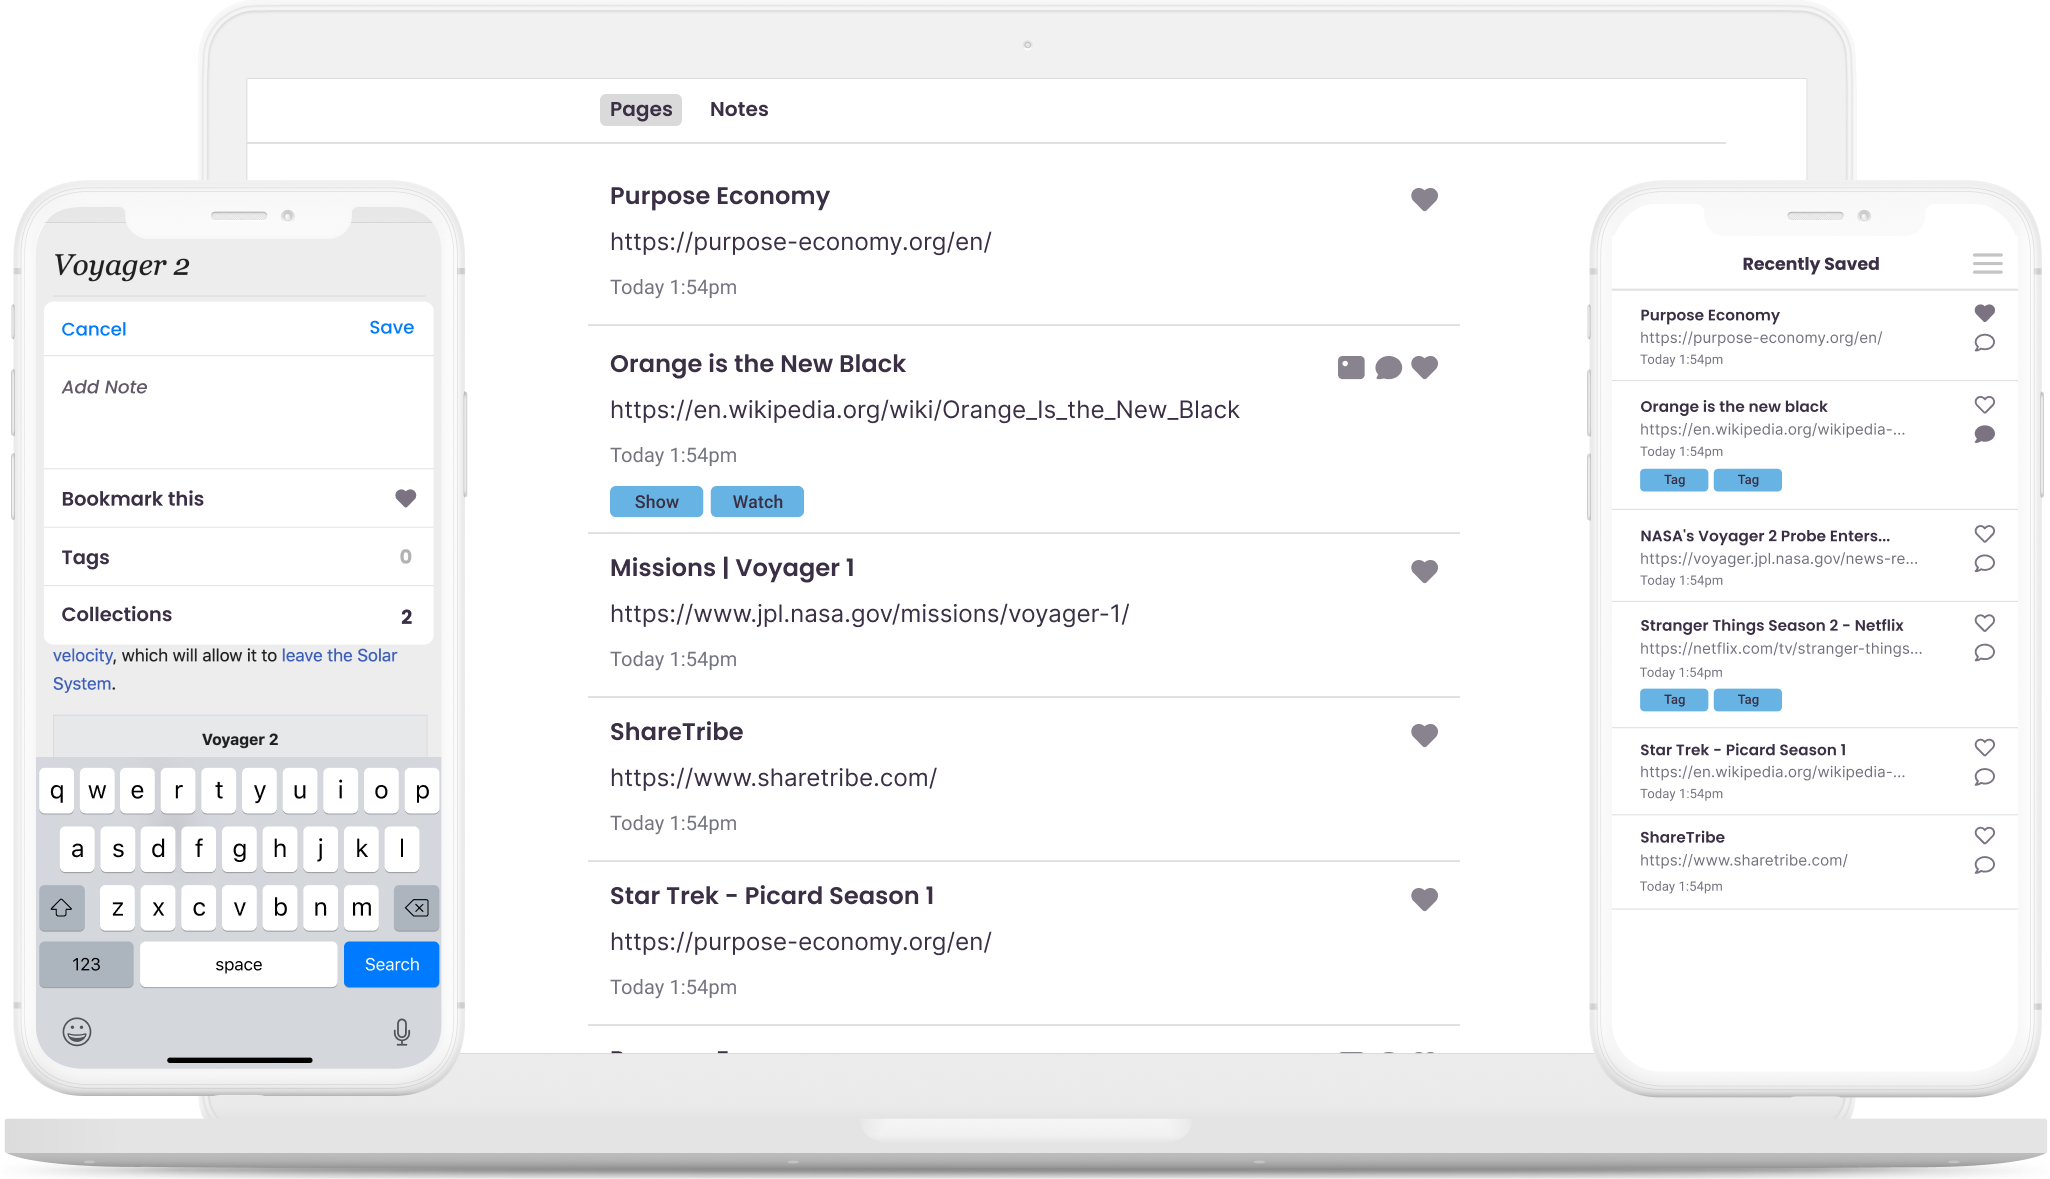 Pages Notes
Purpose Economy
https://purpose-economy.org/en/
Today 1:54pm
Orange is the New Black
https://en.wikipedia.org/wiki/Orange_Is_the_New_Black
Today 1:54pm
Show Watch
Missions | Voyager 1
https://www.jpl.nasa.gov/missions/voyager-1/
Today 1:54pm
ShareTribe
https://www.sharetribe.com/
Today 1:54pm
Star Trek - Picard Season 1
https://purpose-economy.org/en/
Today 1:54pm
Voyager 2
Cancel Save
Add Note
Bookmark this
Tags 0
Collections 2
velocity, which will allow it to leave the Solar
System.
Voyager 2
q w e r t y u i o p
a s d f g h j k l
z x c v b n m
123 space Search
Recently Saved
Purpose Economy
https://purpose-economy.org/en/
Today 1:54pm
Orange is the new black
https://en.wikipedia.org/wikipedia-...
Today 1:54pm
Tag Tag
NASA's Voyager 2 Probe Enters...
https://voyager.jpl.nasa.gov/news-re...
Today 1:54pm
Stranger Things Season 2 - Netflix
https://netflix.com/tv/stranger-things...
Today 1:54pm
Tag Tag
Star Trek - Picard Season 1
https://en.wikipedia.org/wikipedia-...
Today 1:54pm
ShareTribe
https://www.sharetribe.com/
Today 1:54pm